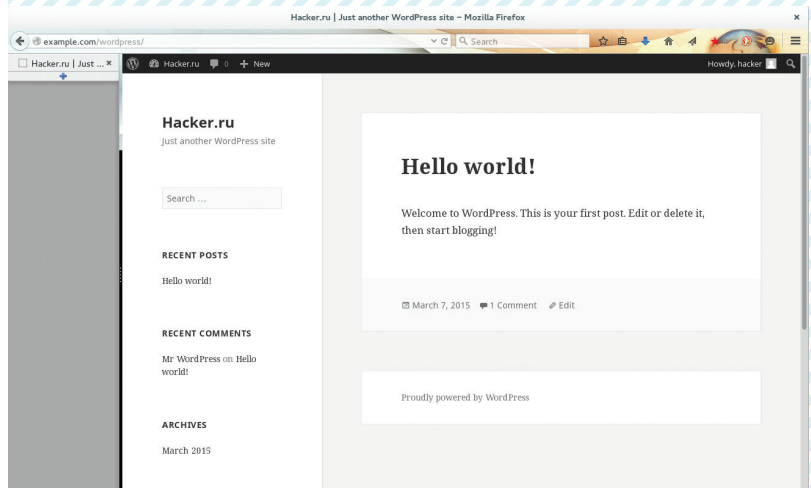 Hacker.ru | Just another WordPress site – Mozilla Firefox
example.com/wordpress/
Search
Hacker.ru | Just ...
Hacker.ru 0 + New
Howdy, hacker
Hacker.ru
Just another WordPress site
Search ...
RECENT POSTS
Hello world!
RECENT COMMENTS
Mr WordPress on Hello
world!
ARCHIVES
March 2015
Hello world!
Welcome to WordPress. This is your first post. Edit or delete it,
then start blogging!
March 7, 2015 1 Comment Edit
Proudly powered by WordPress